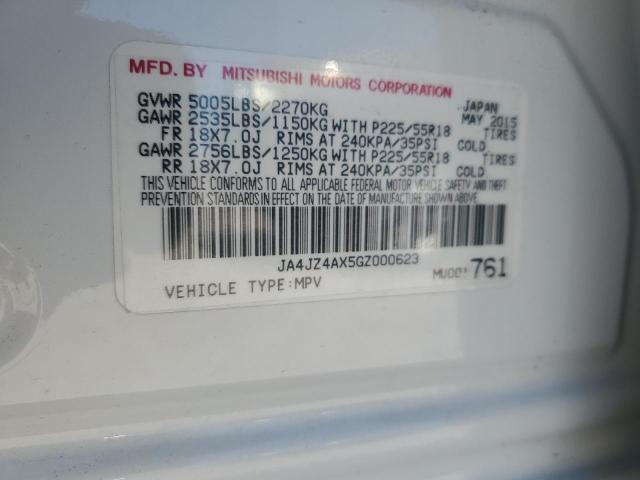 MFD. BY MITSUBISHI MOTORS CORPORATION
JAPAN
GVWR 5005LBS/2270KG MAY 2015
GAWR 2535LBS/1150KG WITH P225/55R18 TIRES
FR 18X7.0J RIMS AT 240KPA/35PSI COLD.
GAWR 2756LBS/1250KG WITH P225/55R18 TIRES
RR 18X7.0J RIMS AT 240KPA/35PSI COLD.
THIS VEHICLE CONFORMS TO ALL APPLICABLE FEDERAL MOTOR VEHICLE SAFETY AND THEFT
PREVENTION STANDARDS IN EFFECT ON THE DATE OF MANUFACTURE SHOWN ABOVE.
JA4JZ4AX5GZ000623
VEHICLE TYPE:MPV 761